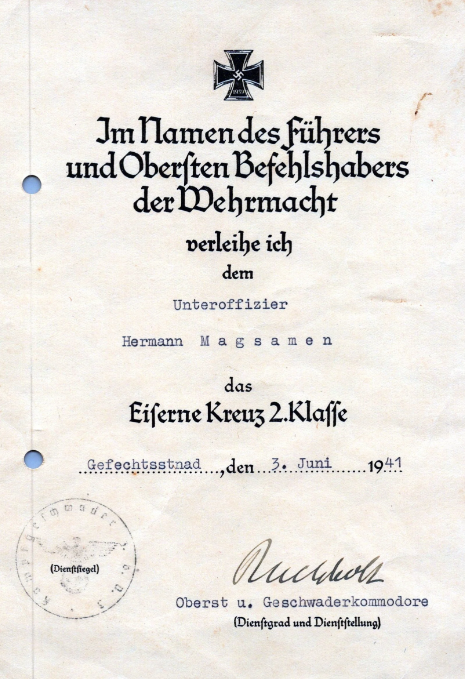 Im Namen des Führers
und Oberſten Befehlshabers
der Wehrmacht
verleihe ich
dem
Unteroffizier
Hermann M a g s a m e n
das
Eiſerne Kreuz 2.Klaſſe
Gefechtsstnad , den 3. Juni 1941
(Dienſtſiegel)
Oberst u. Geschwaderkommodore
(Dienſtgrad und Dienſtſtellung)